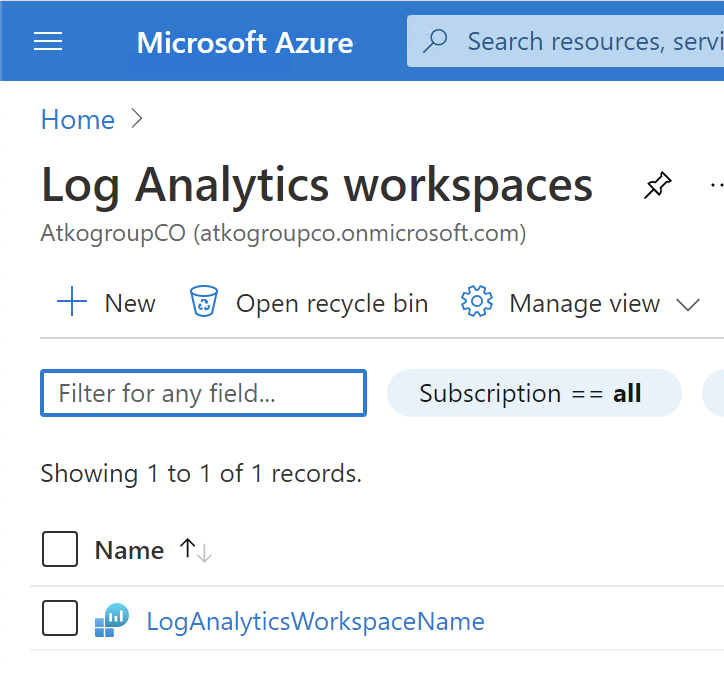 Microsoft Azure
Search resources, servi
Home
Log Analytics workspaces
AtkogroupCO (atkogroupco.onmicrosoft.com)
New Open recycle bin Manage view
Filter for any field... Subscription == all
Showing 1 to 1 of 1 records.
Name
LogAnalyticsWorkspaceName